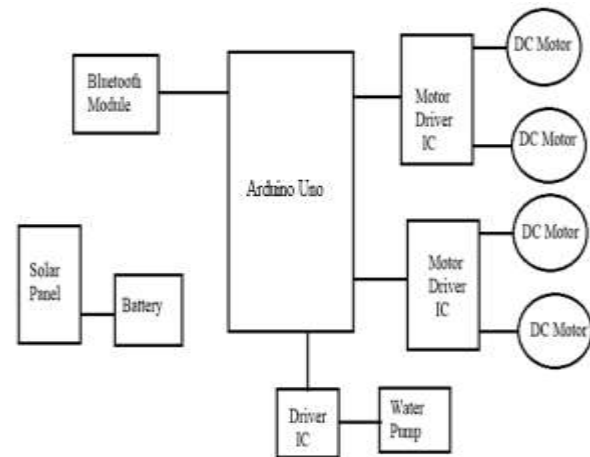 DC Motor
Bluetooth
Module
Motor
Driver
IC
DC Motor
Arduino Uno
DC Motor
Solar
Panel
Battery
Motor
Driver
IC
DC Motor
Driver
IC
Water
Pump